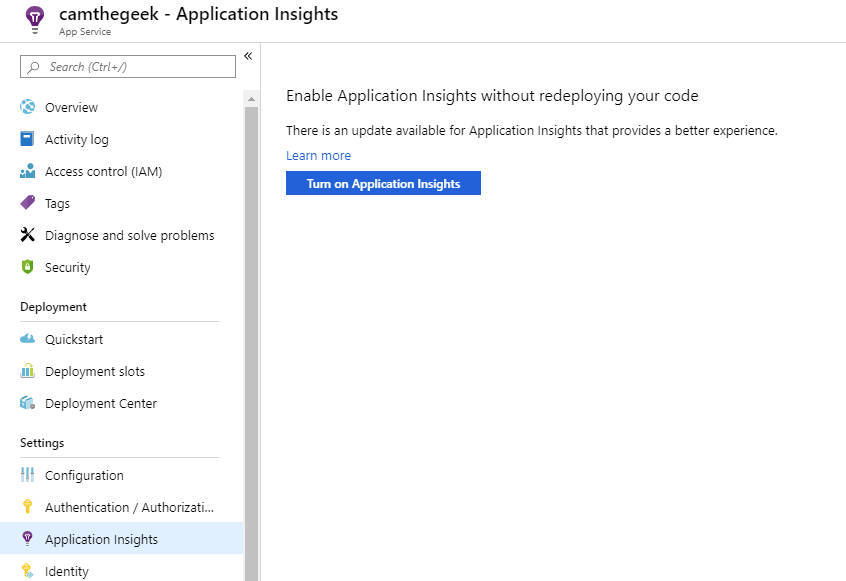 camthegeek - Application Insights
App Service
Search (Ctrl+/)
«
Overview
Activity log
Access control (IAM)
Tags
Diagnose and solve problems
Security
Deployment
Quickstart
Deployment slots
Deployment Center
Settings
Configuration
Authentication / Authorizati...
Application Insights
Identity
Enable Application Insights without redeploying your code
There is an update available for Application Insights that provides a better experience.
Learn more
Turn on Application Insights